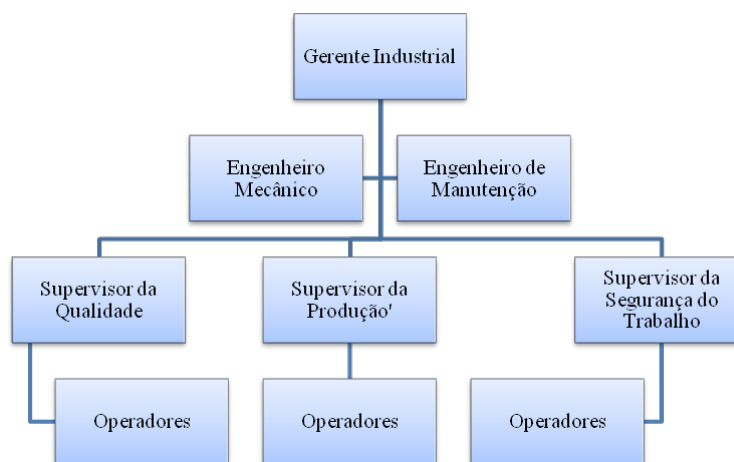 Gerente Industrial
Engenheiro
Mecânico
Engenheiro de
Manutenção
Supervisor da
Qualidade
Supervisor da
Produção'
Supervisor da
Segurança do
Trabalho
Operadores
Operadores
Operadores